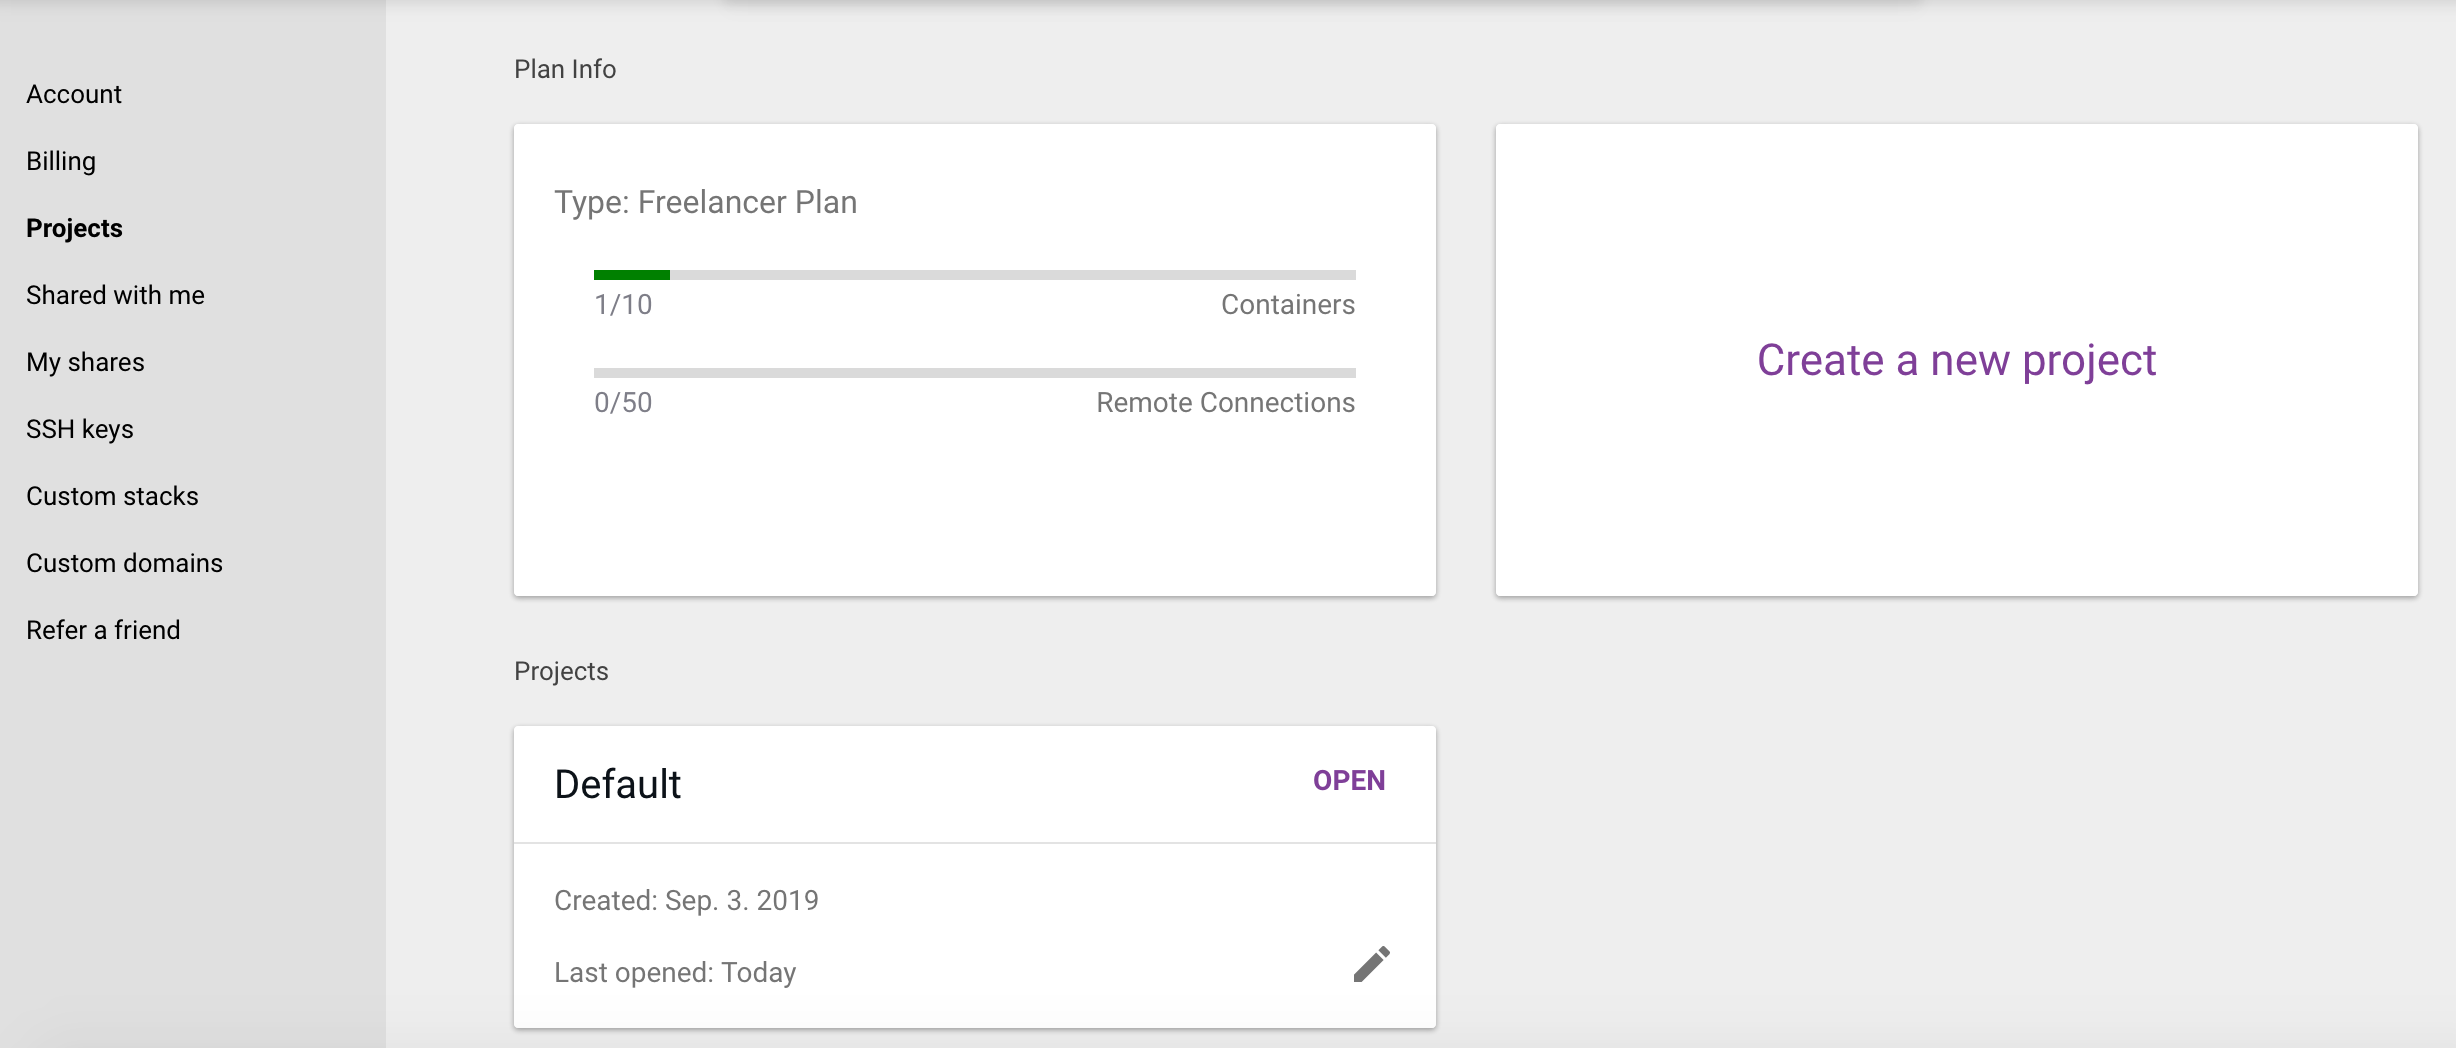 Account
Billing
Projects
Shared with me
My shares
SSH keys
Custom stacks
Custom domains
Refer a friend
Plan Info
Type: Freelancer Plan
1/10 Containers
0/50 Remote Connections
Create a new project
Projects
Default OPEN
Created: Sep. 3. 2019
Last opened: Today